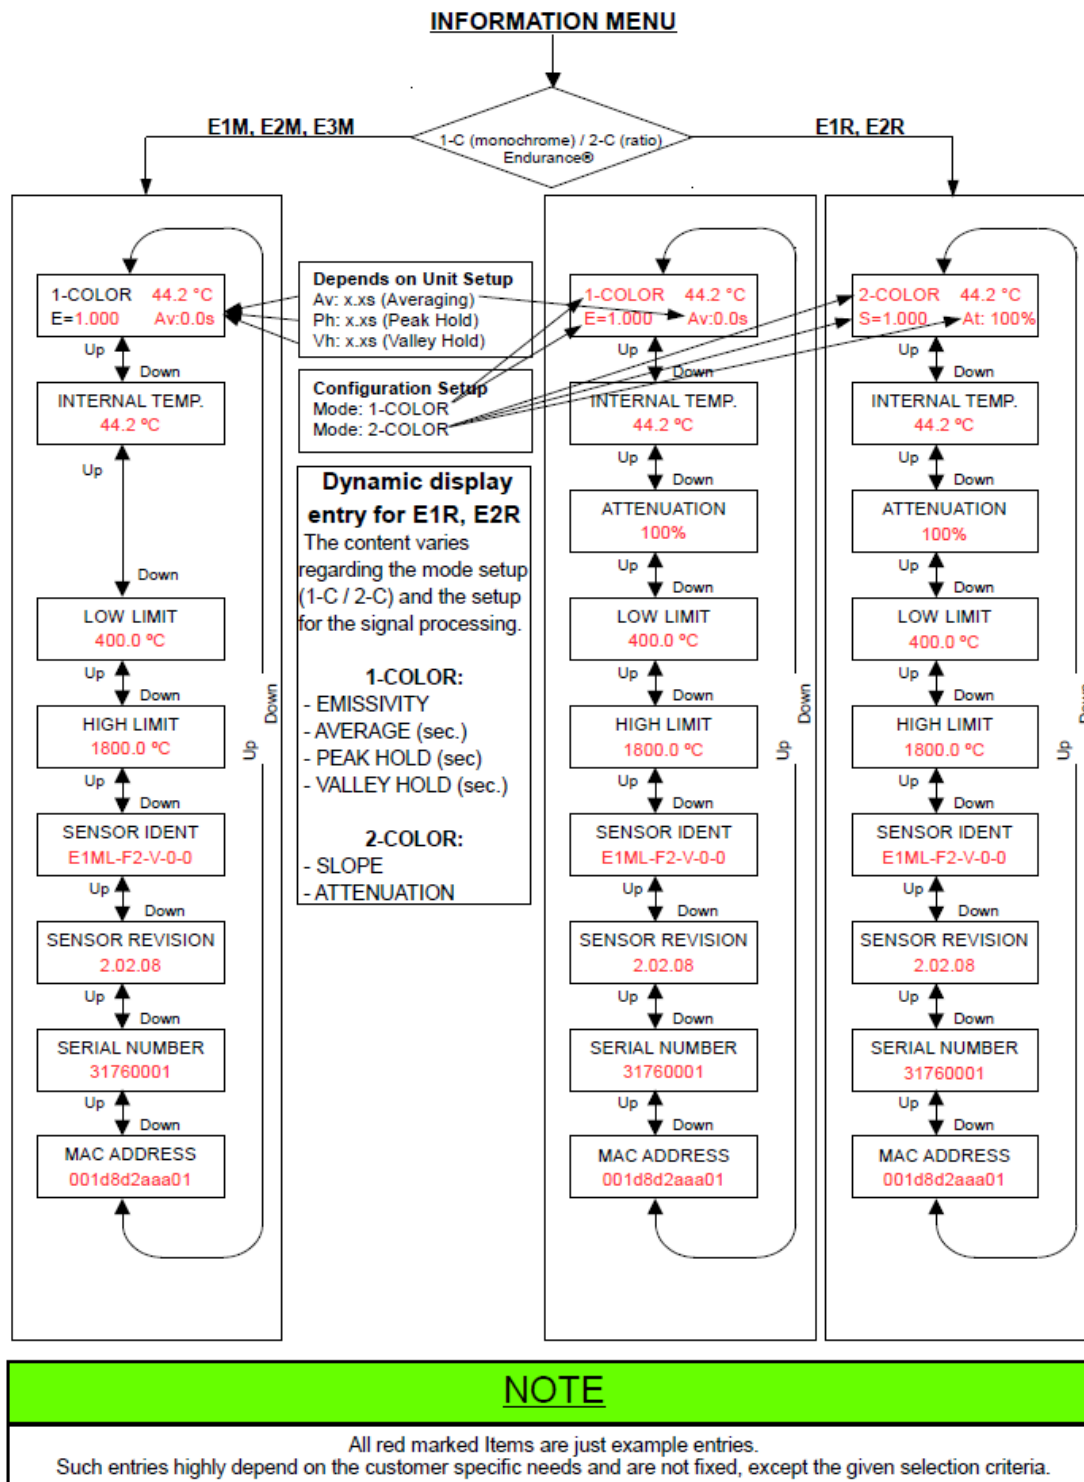 INFORMATION MENU
E1M, E2M, E3M
E1R, E2R
1-C (monochrome) / 2-C (ratio)
Endurance®
1-COLOR 44.2 °C
E=1.000 Av:0.0s
Up
Down
INTERNAL TEMP.
44.2 ºC
Up
Down
LOW LIMIT
400.0 ºC
Up
Down
HIGH LIMIT
1800.0 ºC
Up
Down
SENSOR IDENT
E1ML-F2-V-0-0
Up
Down
SENSOR REVISION
2.02.08
Up
Down
SERIAL NUMBER
31760001
Up
Down
MAC ADDRESS
001d8d2aaa01
Up
Down
Depends on Unit Setup
Av: x.xs (Averaging)
Ph: x.xs (Peak Hold)
Vh: x.xs (Valley Hold)
Configuration Setup
Mode: 1-COLOR
Mode: 2-COLOR
Dynamic display
entry for E1R, E2R
The content varies
regarding the mode setup
(1-C / 2-C) and the setup
for the signal processing.
1-COLOR:
- EMISSIVITY
- AVERAGE (sec.)
- PEAK HOLD (sec)
- VALLEY HOLD (sec.)
2-COLOR:
- SLOPE
- ATTENUATION
1-COLOR 44.2 °C
E=1.000 Av:0.0s
Up
Down
INTERNAL TEMP.
44.2 ºC
Up
Down
ATTENUATION
100%
Up
Down
LOW LIMIT
400.0 ºC
Up
Down
HIGH LIMIT
1800.0 ºC
Up
Down
SENSOR IDENT
E1ML-F2-V-0-0
Up
Down
SENSOR REVISION
2.02.08
Up
Down
SERIAL NUMBER
31760001
Up
Down
MAC ADDRESS
001d8d2aaa01
Up
Down
2-COLOR 44.2 °C
S=1.000 At: 100%
Up
Down
INTERNAL TEMP.
44.2 ºC
Up
Down
ATTENUATION
100%
Up
Down
LOW LIMIT
400.0 ºC
Up
Down
HIGH LIMIT
1800.0 ºC
Up
Down
SENSOR IDENT
E1ML-F2-V-0-0
Up
Down
SENSOR REVISION
2.02.08
Up
Down
SERIAL NUMBER
31760001
Up
Down
MAC ADDRESS
001d8d2aaa01
Up
Down
NOTE
All red marked Items are just example entries.
Such entries highly depend on the customer specific needs and are not fixed, except the given selection criteria.